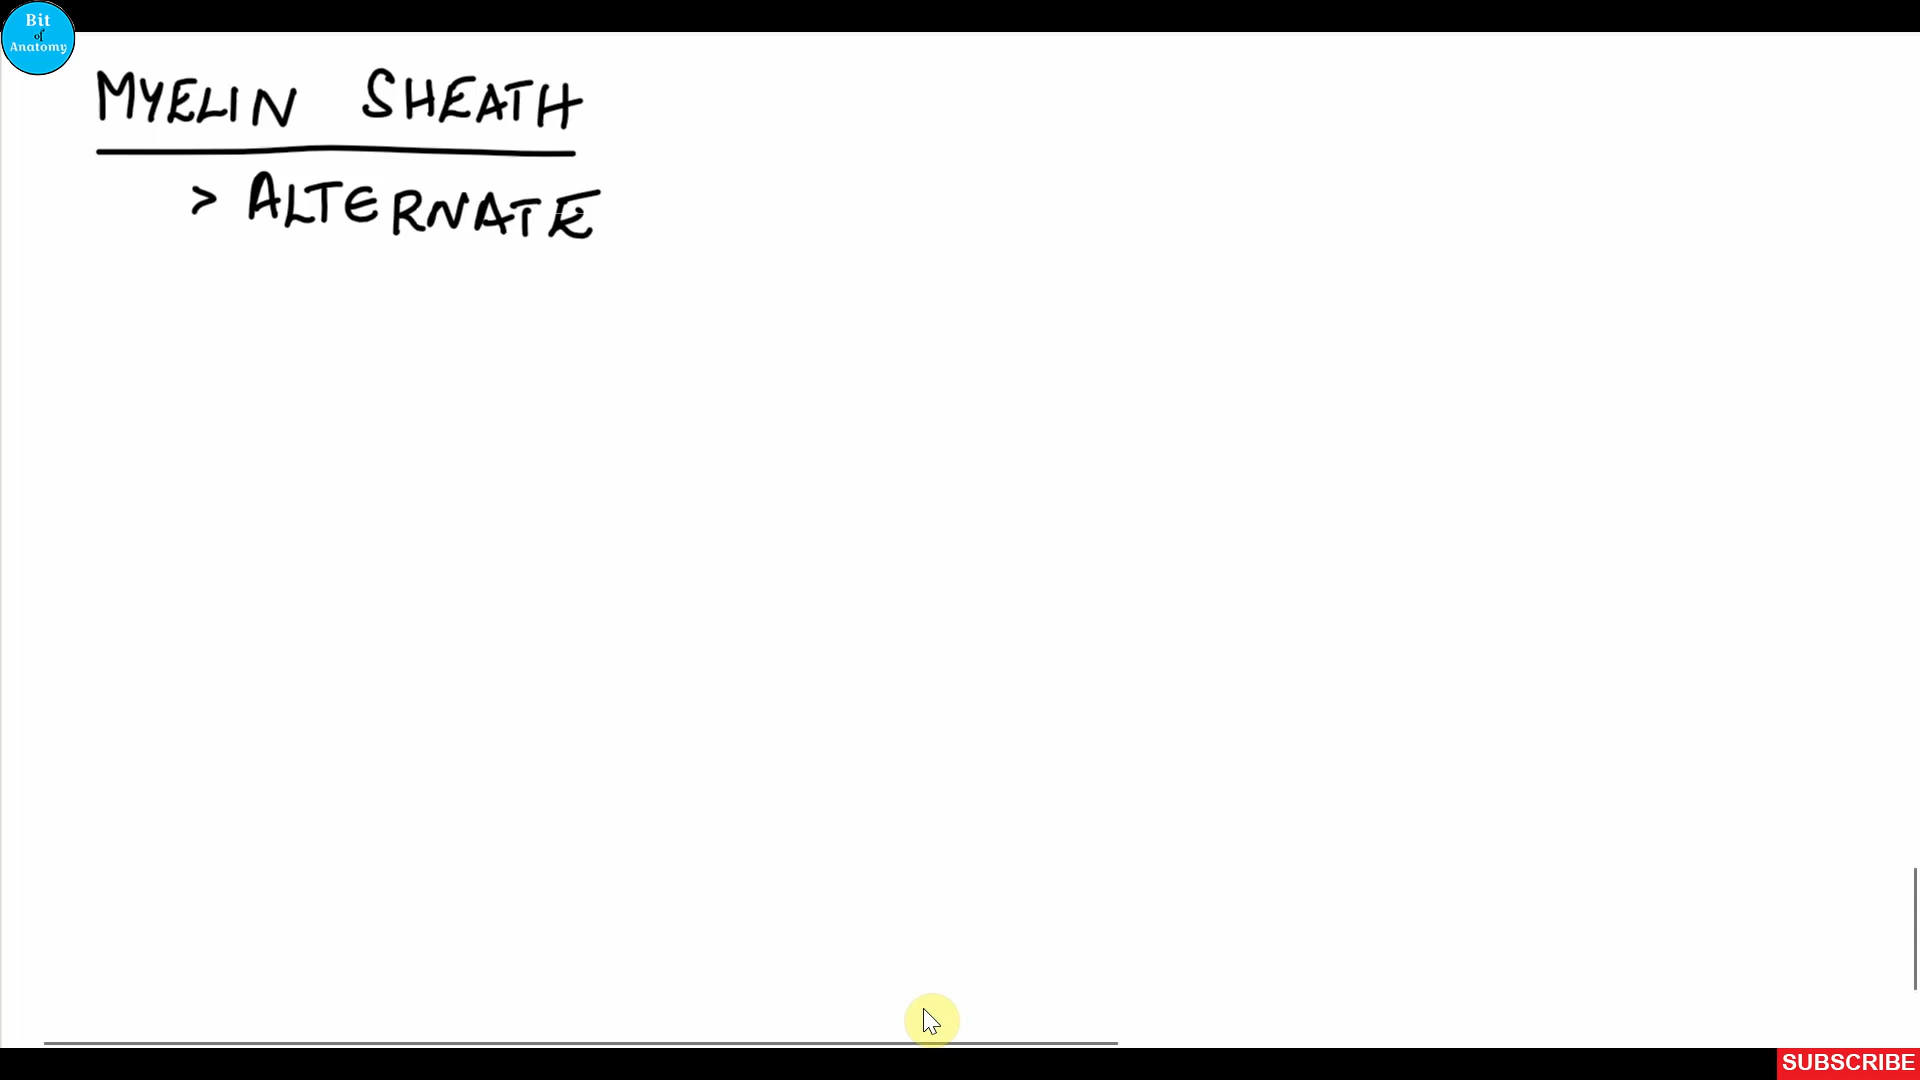 Bit
of
Anatomy
MYELIN SHEATH
> ALTERNATE
SUBSCRIBE